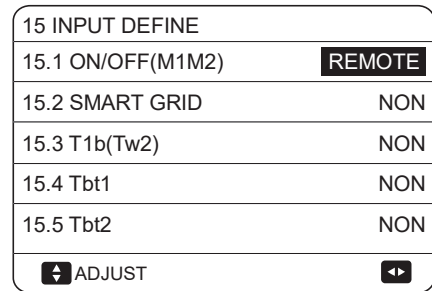 15 INPUT DEFINE
15.1 ON/OFF(M1M2) REMOTE
15.2 SMART GRID NON
15.3 T1b(Tw2) NON
15.4 Tbt1 NON
15.5 Tbt2 NON
ADJUST